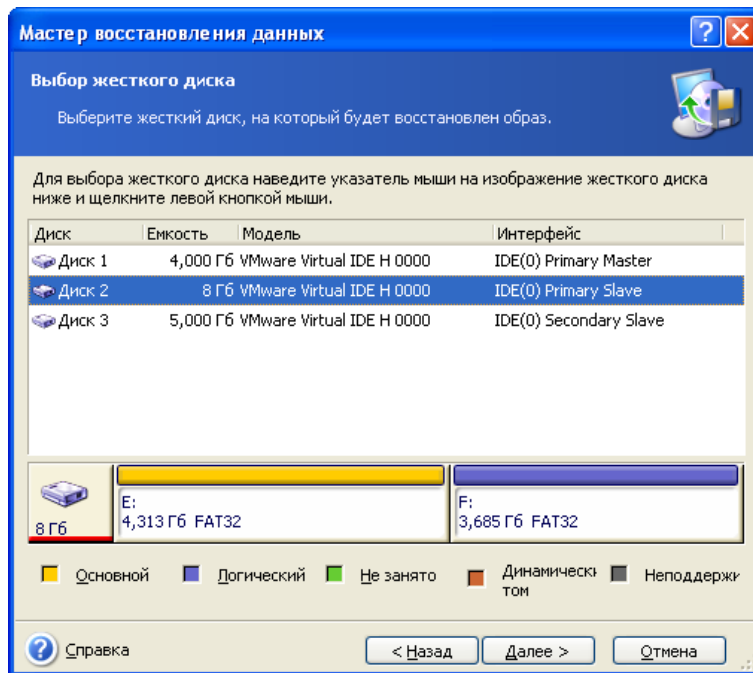 Мастер восстановления данных
Выбор жесткого диска
Выберите жесткий диск, на который будет восстановлен образ.
Для выбора жесткого диска наведите указатель мыши на изображение жесткого диска
ниже и щелкните левой кнопкой мыши.
Диск Емкость Модель Интерфейс
Диск 1 4,000 Гб VMware Virtual IDE H 0000 IDE(0) Primary Master
Диск 2 8 Гб VMware Virtual IDE H 0000 IDE(0) Primary Slave
Диск 3 5,000 Гб VMware Virtual IDE H 0000 IDE(0) Secondary Slave
8 Гб
E:
4,313 Гб FAT32
F:
3,685 Гб FAT32
Основной Логический Не занято Динамически том Неподдержи
Справка < Назад Далее > Отмена